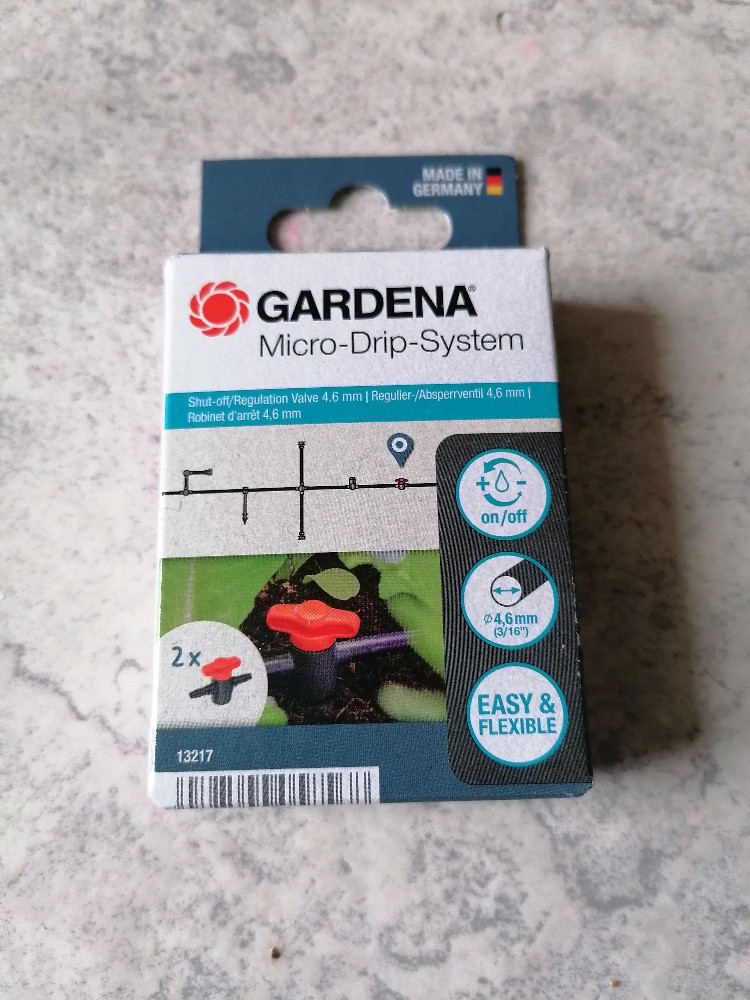 MADE IN
GERMANY
GARDENA®
Micro-Drip-System
Shut-off/Regulation Valve 4.6 mm | Regulier-/Absperrventil 4,6 mm |
Robinet d'arrêt 4,6 mm
+ -
on/off
Ø4,6mm
(3/16")
2 x
EASY &
FLEXIBLE
13217